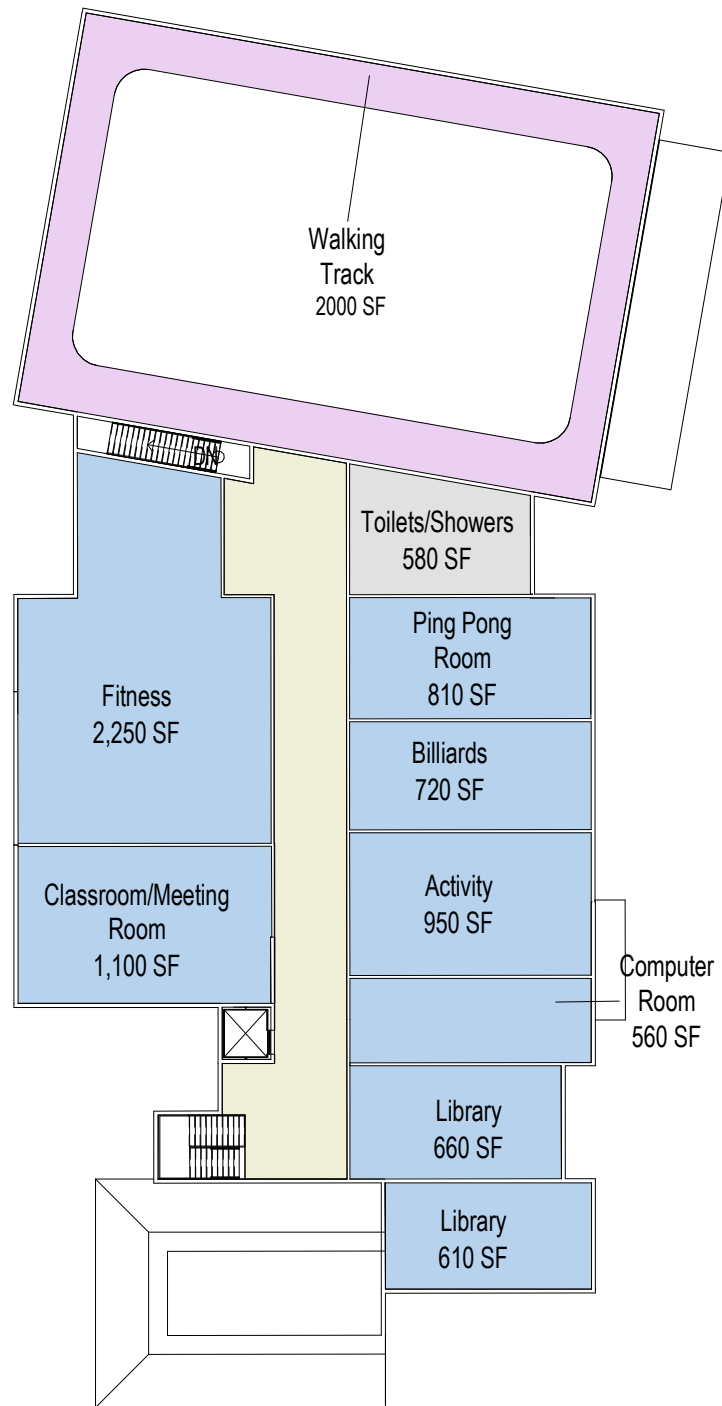 Walking
Track
2000 SF
DN
Toilets/Showers
580 SF
Ping Pong
Room
810 SF
Fitness
2,250 SF
Billiards
720 SF
Classroom/Meeting
Room
1,100 SF
Activity
950 SF
Computer
Room
560 SF
Library
660 SF
Library
610 SF